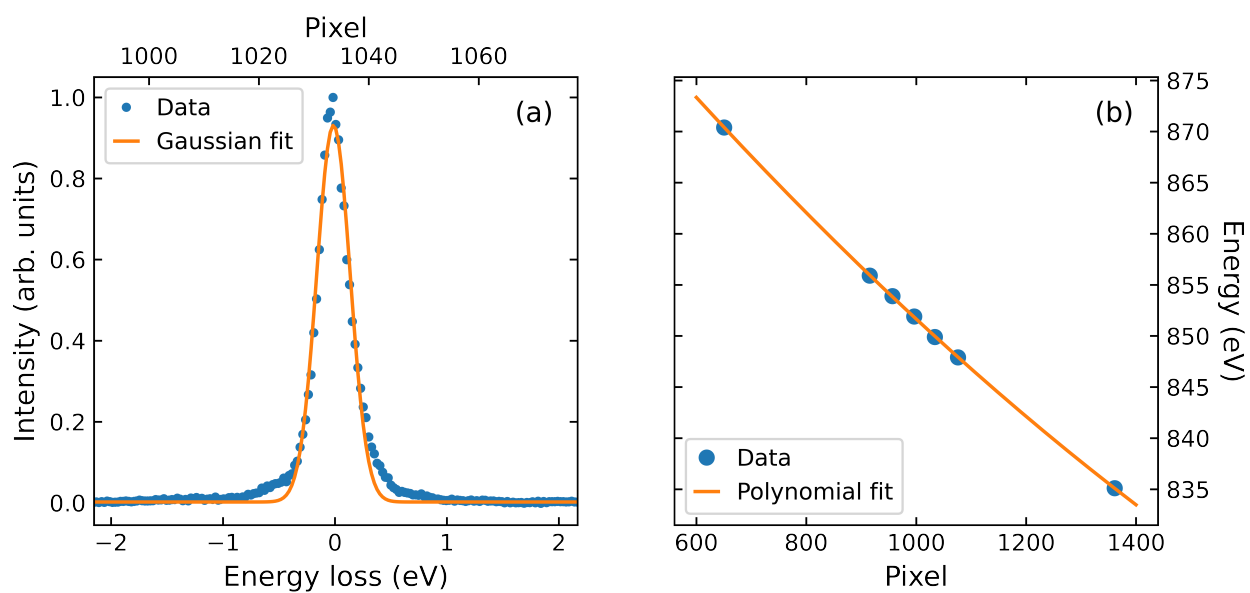 Pixel
1000 1020 1040 1060
1.0
0.8
0.6
0.4
0.2
0.0
Intensity (arb. units)
Data
Gaussian fit
(a)
−2 −1 0 1 2
Energy loss (eV)
(b)
875
870
865
860
855
850
845
840
835
Energy (eV)
Data
Polynomial fit
600 800 1000 1200 1400
Pixel